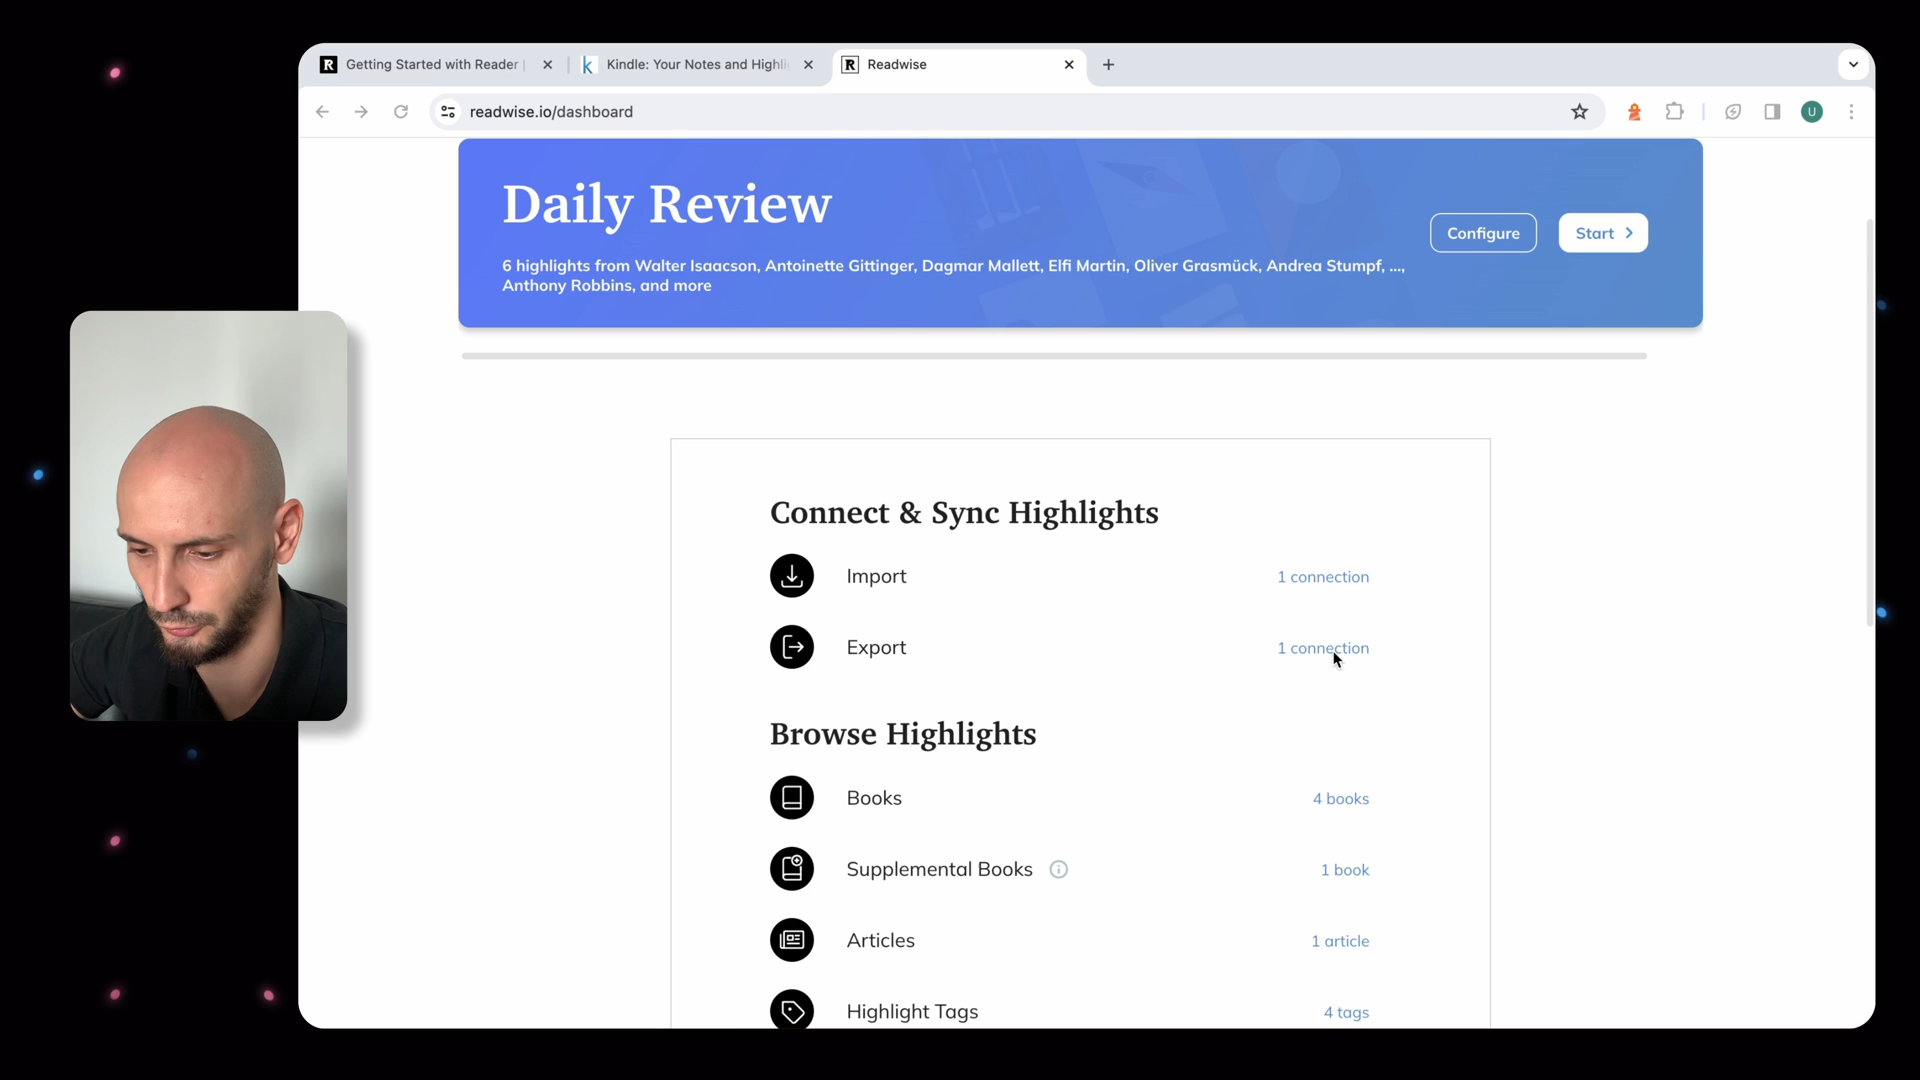 Getting Started with Reader |
Kindle: Your Notes and Highli
Readwise
readwise.io/dashboard
U
Daily Review
6 highlights from Walter Isaacson, Antoinette Gittinger, Dagmar Mallett, Elfi Martin, Oliver Grasmück, Andrea Stumpf, ...,
Anthony Robbins, and more
Configure
Start
Connect & Sync Highlights
Import
1 connection
Export
1 connection
Browse Highlights
Books
4 books
Supplemental Books
1 book
Articles
1 article
Highlight Tags
4 tags